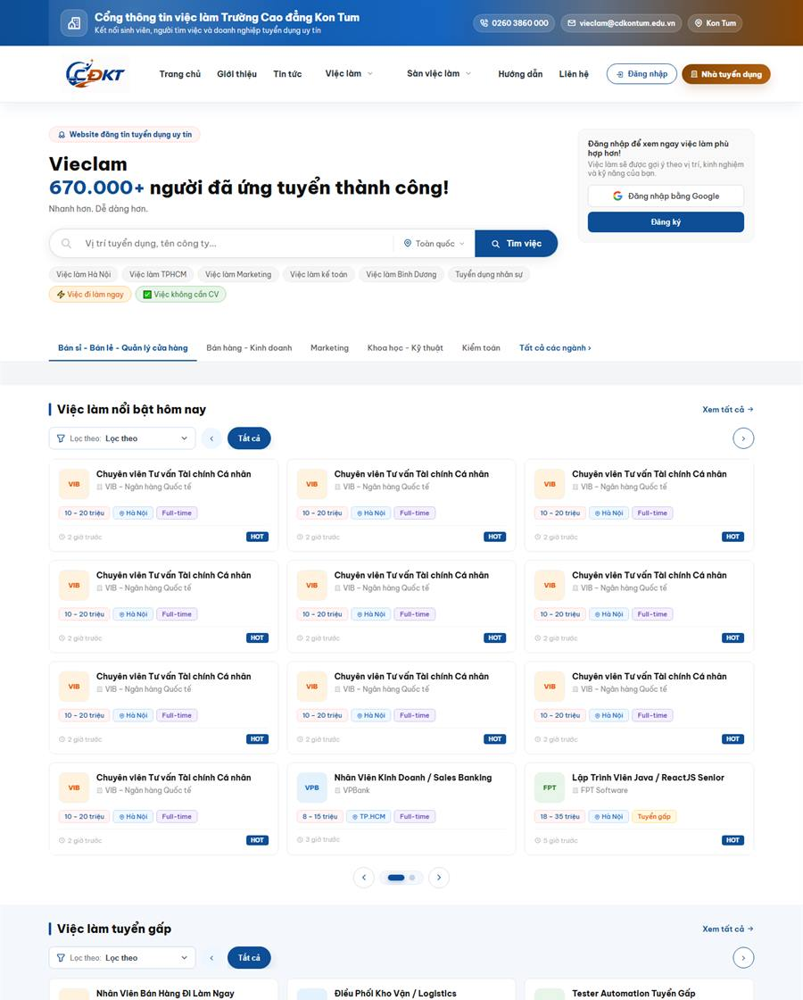 Cổng thông tin việc làm Trường Cao đẳng Kon Tum
Kết nối sinh viên, người tìm việc và doanh nghiệp tuyển dụng uy tín
0260 3860 000
vieclam@cdkontum.edu.vn
Kon Tum
CĐKT
Trang chủ
Giới thiệu
Tin tức
Việc làm
Sàn việc làm
Hướng dẫn
Liên hệ
Đăng nhập
Nhà tuyển dụng
Website đăng tin tuyển dụng uy tín
Vieclam
670.000+ người đã ứng tuyển thành công!
Nhanh hơn. Dễ dàng hơn.
Vị trí tuyển dụng, tên công ty...
Toàn quốc
Tìm việc
Việc làm Hà Nội
Việc làm TPHCM
Việc làm Marketing
Việc làm kế toán
Việc làm Bình Dương
Tuyển dụng nhân sự
Việc đi làm ngay
Việc không cần CV
Đăng nhập để xem ngay việc làm phù
hợp hơn!
Việc làm sẽ được gợi ý theo vị trí, kinh nghiệm
và kỹ năng của bạn.
Đăng nhập bằng Google
Đăng ký
Bán sỉ - Bán lẻ - Quản lý cửa hàng
Bán hàng - Kinh doanh
Marketing
Khoa học - Kỹ thuật
Kiểm toán
Tất cả các ngành ›
Việc làm nổi bật hôm nay
Xem tất cả →
Lọc theo: Lọc theo
Tất cả
VIB
Chuyên viên Tư vấn Tài chính Cá nhân
VIB – Ngân hàng Quốc tế
10 – 20 triệu
Hà Nội
Full-time
2 giờ trước
HOT
VIB
Chuyên viên Tư vấn Tài chính Cá nhân
VIB – Ngân hàng Quốc tế
10 – 20 triệu
Hà Nội
Full-time
2 giờ trước
HOT
VIB
Chuyên viên Tư vấn Tài chính Cá nhân
VIB – Ngân hàng Quốc tế
10 – 20 triệu
Hà Nội
Full-time
2 giờ trước
HOT
VIB
Chuyên viên Tư vấn Tài chính Cá nhân
VIB – Ngân hàng Quốc tế
10 – 20 triệu
Hà Nội
Full-time
2 giờ trước
HOT
VIB
Chuyên viên Tư vấn Tài chính Cá nhân
VIB – Ngân hàng Quốc tế
10 – 20 triệu
Hà Nội
Full-time
2 giờ trước
HOT
VIB
Chuyên viên Tư vấn Tài chính Cá nhân
VIB – Ngân hàng Quốc tế
10 – 20 triệu
Hà Nội
Full-time
2 giờ trước
HOT
VIB
Chuyên viên Tư vấn Tài chính Cá nhân
VIB – Ngân hàng Quốc tế
10 – 20 triệu
Hà Nội
Full-time
2 giờ trước
HOT
VIB
Chuyên viên Tư vấn Tài chính Cá nhân
VIB – Ngân hàng Quốc tế
10 – 20 triệu
Hà Nội
Full-time
2 giờ trước
HOT
VIB
Chuyên viên Tư vấn Tài chính Cá nhân
VIB – Ngân hàng Quốc tế
10 – 20 triệu
Hà Nội
Full-time
2 giờ trước
HOT
VIB
Chuyên viên Tư vấn Tài chính Cá nhân
VIB – Ngân hàng Quốc tế
10 – 20 triệu
Hà Nội
Full-time
2 giờ trước
HOT
VPB
Nhân Viên Kinh Doanh / Sales Banking
VPBank
8 – 15 triệu
TP.HCM
Full-time
3 giờ trước
FPT
Lập Trình Viên Java / ReactJS Senior
FPT Software
18 – 35 triệu
Hà Nội
Tuyển gấp
5 giờ trước
HOT
Việc làm tuyển gấp
Xem tất cả →
Lọc theo: Lọc theo
Tất cả
Nhân Viên Bán Hàng Đi Làm Ngay
Điều Phối Kho Vận / Logistics
Tester Automation Tuyển Gấp